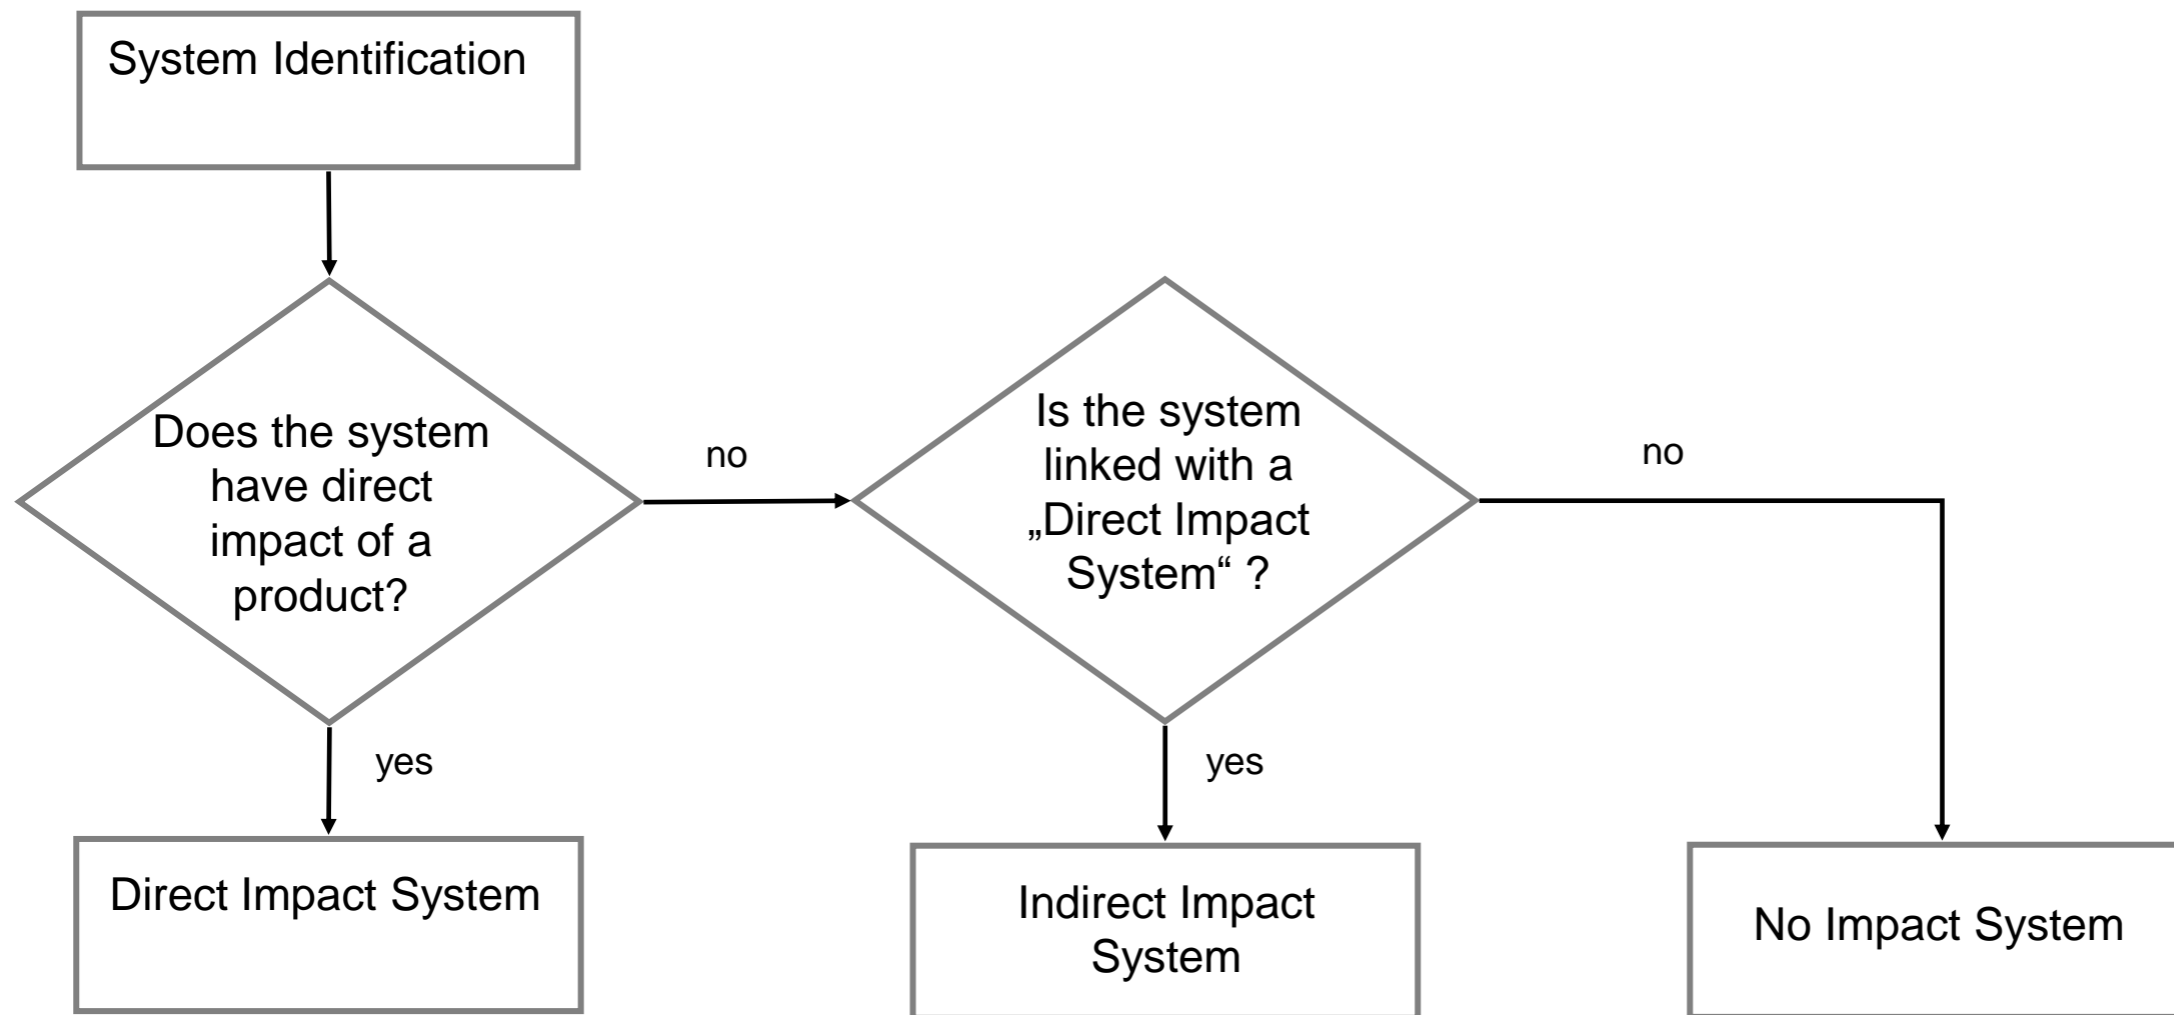 System Identification
Does the system
have direct
impact of a
product?
no
Is the system
linked with a
„Direct Impact
System“ ?
no
yes
yes
Direct Impact System
Indirect Impact
System
No Impact System